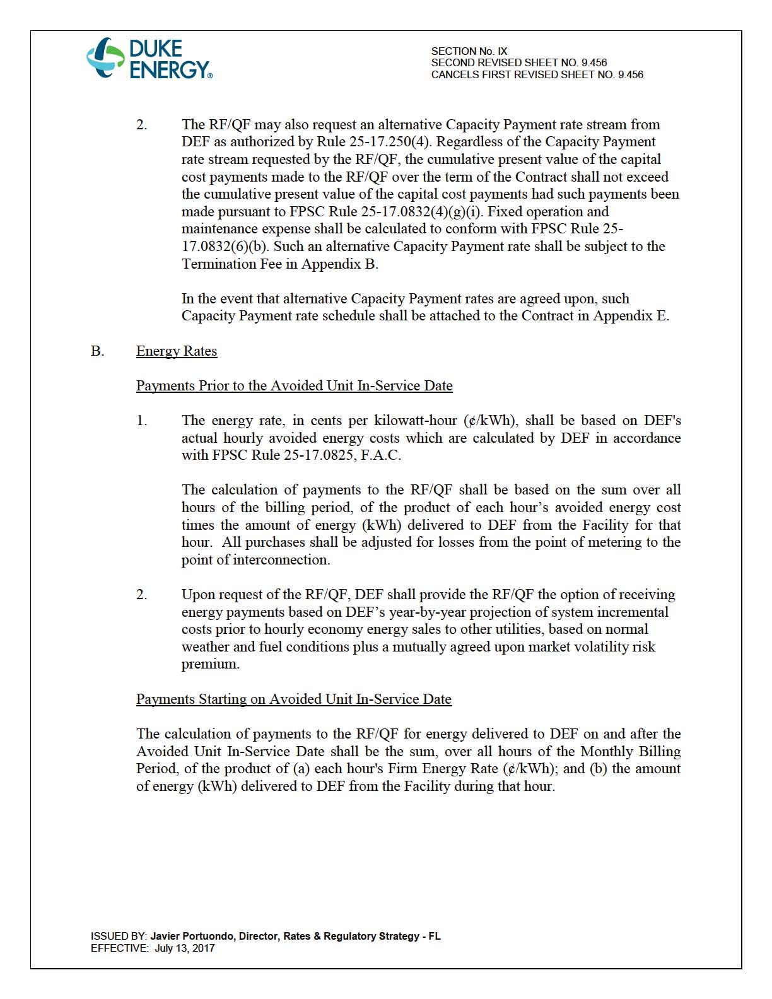 DUKE
ENERGY®
SECTION No. IX
SECOND REVISED SHEET NO. 9.456
CANCELS FIRST REVISED SHEET NO. 9.456
2. The RF/QF may also request an alternative Capacity Payment rate stream from
DEF as authorized by Rule 25-17.250(4). Regardless of the Capacity Payment
rate stream requested by the RF/QF, the cumulative present value of the capital
cost payments made to the RF/QF over the term of the Contract shall not exceed
the cumulative present value of the capital cost payments had such payments been
made pursuant to FPSC Rule 25-17.0832(4)(g)(i). Fixed operation and
maintenance expense shall be calculated to conform with FPSC Rule 25-
17.0832(6)(b). Such an alternative Capacity Payment rate shall be subject to the
Termination Fee in Appendix B.
In the event that alternative Capacity Payment rates are agreed upon, such
Capacity Payment rate schedule shall be attached to the Contract in Appendix E.
B. Energy Rates
Payments Prior to the Avoided Unit In-Service Date
1. The energy rate, in cents per kilowatt-hour (¢/kWh), shall be based on DEF's
actual hourly avoided energy costs which are calculated by DEF in accordance
with FPSC Rule 25-17.0825, F.A.C.
The calculation of payments to the RF/QF shall be based on the sum over all
hours of the billing period, of the product of each hour’s avoided energy cost
times the amount of energy (kWh) delivered to DEF from the Facility for that
hour.  All purchases shall be adjusted for losses from the point of metering to the
point of interconnection.
2. Upon request of the RF/QF, DEF shall provide the RF/QF the option of receiving
energy payments based on DEF’s year-by-year projection of system incremental
costs prior to hourly economy energy sales to other utilities, based on normal
weather and fuel conditions plus a mutually agreed upon market volatility risk
premium.
Payments Starting on Avoided Unit In-Service Date
The calculation of payments to the RF/QF for energy delivered to DEF on and after the
Avoided Unit In-Service Date shall be the sum, over all hours of the Monthly Billing
Period, of the product of (a) each hour's Firm Energy Rate (¢/kWh); and (b) the amount
of energy (kWh) delivered to DEF from the Facility during that hour.
ISSUED BY: Javier Portuondo, Director, Rates & Regulatory Strategy - FL
EFFECTIVE:  July 13, 2017